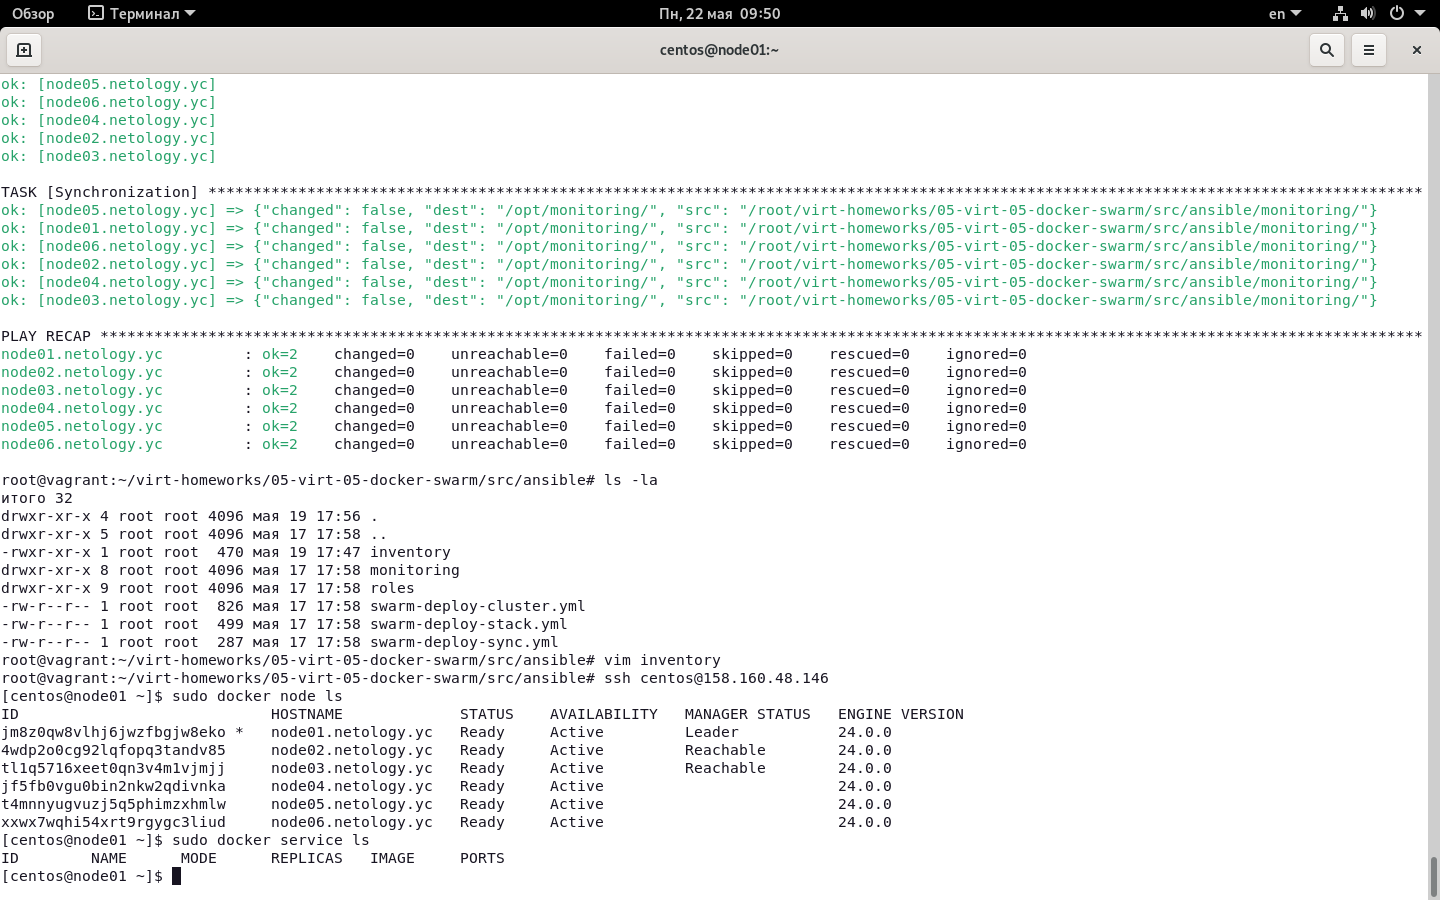 Обзор Терминал Пн, 22 мая 09:50 en
centos@node01:~
ok: [node05.netology.yc]
ok: [node06.netology.yc]
ok: [node04.netology.yc]
ok: [node02.netology.yc]
ok: [node03.netology.yc]
TASK [Synchronization] ***************************************************************************************************************************************
ok: [node05.netology.yc] => {"changed": false, "dest": "/opt/monitoring/", "src": "/root/virt-homeworks/05-virt-05-docker-swarm/src/ansible/monitoring/"}
ok: [node01.netology.yc] => {"changed": false, "dest": "/opt/monitoring/", "src": "/root/virt-homeworks/05-virt-05-docker-swarm/src/ansible/monitoring/"}
ok: [node06.netology.yc] => {"changed": false, "dest": "/opt/monitoring/", "src": "/root/virt-homeworks/05-virt-05-docker-swarm/src/ansible/monitoring/"}
ok: [node02.netology.yc] => {"changed": false, "dest": "/opt/monitoring/", "src": "/root/virt-homeworks/05-virt-05-docker-swarm/src/ansible/monitoring/"}
ok: [node04.netology.yc] => {"changed": false, "dest": "/opt/monitoring/", "src": "/root/virt-homeworks/05-virt-05-docker-swarm/src/ansible/monitoring/"}
ok: [node03.netology.yc] => {"changed": false, "dest": "/opt/monitoring/", "src": "/root/virt-homeworks/05-virt-05-docker-swarm/src/ansible/monitoring/"}
PLAY RECAP ***************************************************************************************************************************************************
node01.netology.yc         : ok=2    changed=0    unreachable=0    failed=0    skipped=0    rescued=0    ignored=0
node02.netology.yc         : ok=2    changed=0    unreachable=0    failed=0    skipped=0    rescued=0    ignored=0
node03.netology.yc         : ok=2    changed=0    unreachable=0    failed=0    skipped=0    rescued=0    ignored=0
node04.netology.yc         : ok=2    changed=0    unreachable=0    failed=0    skipped=0    rescued=0    ignored=0
node05.netology.yc         : ok=2    changed=0    unreachable=0    failed=0    skipped=0    rescued=0    ignored=0
node06.netology.yc         : ok=2    changed=0    unreachable=0    failed=0    skipped=0    rescued=0    ignored=0
root@vagrant:~/virt-homeworks/05-virt-05-docker-swarm/src/ansible# ls -la
итого 32
drwxr-xr-x 4 root root 4096 мая 19 17:56 .
drwxr-xr-x 5 root root 4096 мая 17 17:58 ..
-rwxr-xr-x 1 root root  470 мая 19 17:47 inventory
drwxr-xr-x 8 root root 4096 мая 17 17:58 monitoring
drwxr-xr-x 9 root root 4096 мая 17 17:58 roles
-rw-r--r-- 1 root root  826 мая 17 17:58 swarm-deploy-cluster.yml
-rw-r--r-- 1 root root  499 мая 17 17:58 swarm-deploy-stack.yml
-rw-r--r-- 1 root root  287 мая 17 17:58 swarm-deploy-sync.yml
root@vagrant:~/virt-homeworks/05-virt-05-docker-swarm/src/ansible# vim inventory
root@vagrant:~/virt-homeworks/05-virt-05-docker-swarm/src/ansible# ssh centos@158.160.48.146
[centos@node01 ~]$ sudo docker node ls
ID                            HOSTNAME             STATUS    AVAILABILITY   MANAGER STATUS   ENGINE VERSION
jm8z0qw8vlhj6jwzfbgjw8eko *   node01.netology.yc   Ready     Active         Leader           24.0.0
4wdp2o0cg92lqfopq3tandv85     node02.netology.yc   Ready     Active         Reachable        24.0.0
tl1q5716xeet0qn3v4m1vjmjj     node03.netology.yc   Ready     Active         Reachable        24.0.0
jf5fb0vgu0bin2nkw2qdivnka     node04.netology.yc   Ready     Active                          24.0.0
t4mnnyugvuzj5q5phimzxhmlw     node05.netology.yc   Ready     Active                          24.0.0
xxwx7wqhi54xrt9rgygc3liud     node06.netology.yc   Ready     Active                          24.0.0
[centos@node01 ~]$ sudo docker service ls
ID        NAME      MODE      REPLICAS   IMAGE     PORTS
[centos@node01 ~]$